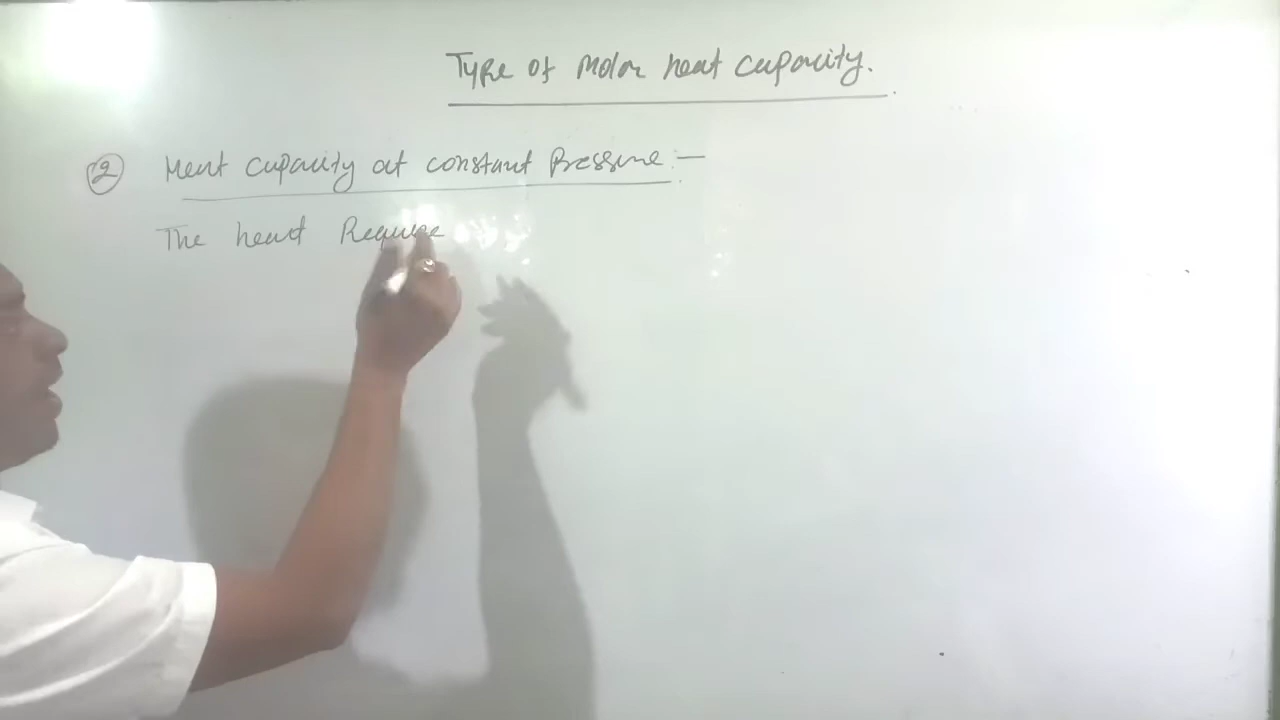 Type of Molar heat capacity.
② Heat capacity at constant Pressure :-
The heat Require